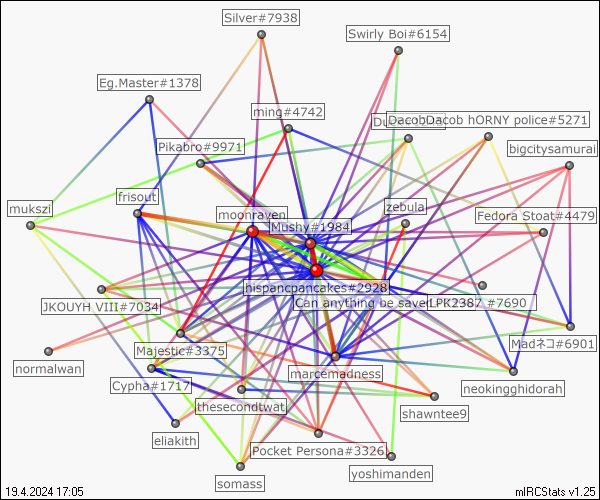 Silver#7938
Swirly Boi#6154
Eg.Master#1378
ming#4742
DacobDacob hORNY police#5271
Pikabro#9971
bigcitysamurai
frisout
mukszi
moonraven
zebula
Fedora Stoat#4479
Mushy#1984
hispancpancakes#2928
JKOUYH VIII#7034
Can anything be save
LPK2387
#7690
Majestic#3375
Madネコ#6901
normalwan
marcemadness
Cypha#1717
neokingghidorah
thesecondtwat
shawntee9
eliakith
Pocket Persona#3326
somass
yoshimanden
19.4.2024 17:05
mIRCStats v1.25